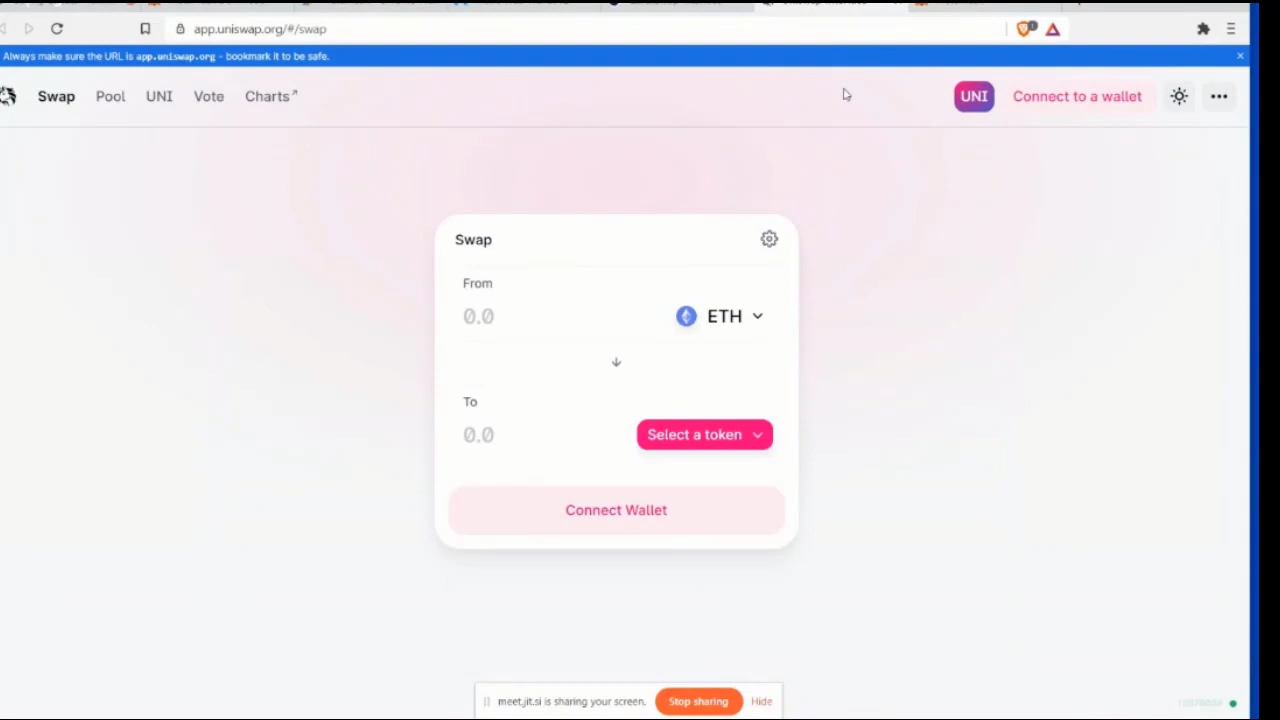 app.uniswap.org/#/swap
Always make sure the URL is app.uniswap.org - bookmark it to be safe.
Swap Pool UNI Vote Charts↗ UNI Connect to a wallet
Swap
From
0.0 ETH
To
0.0 Select a token
Connect Wallet
meet.jit.si is sharing your screen. Stop sharing Hide